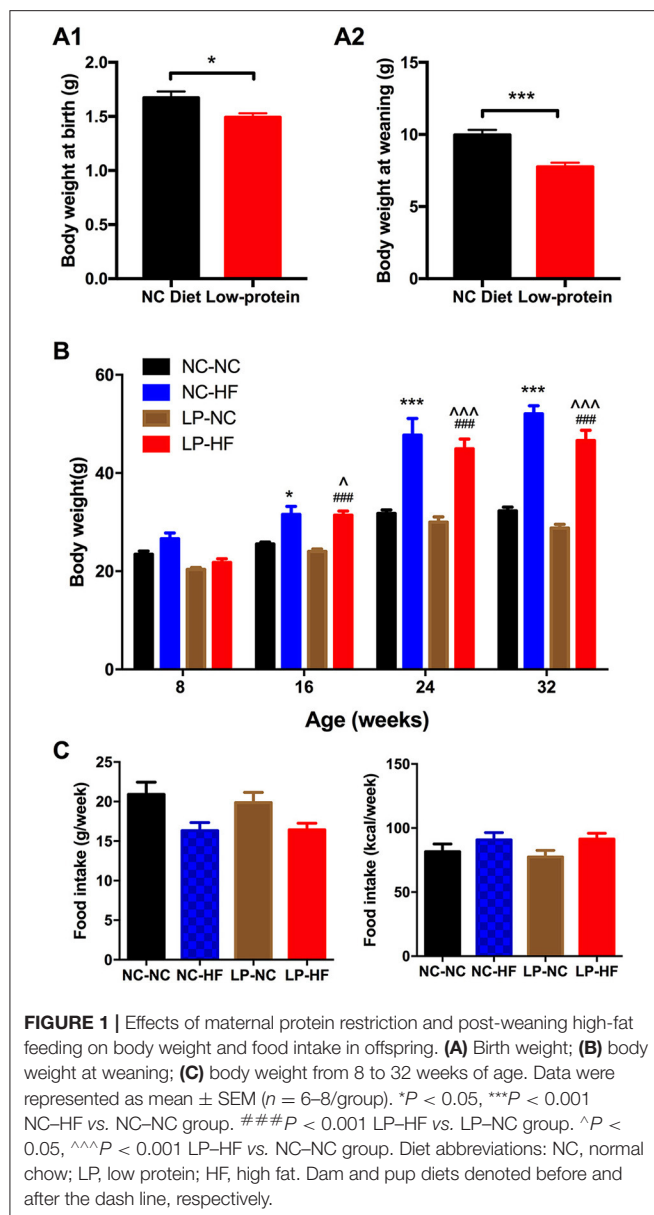 A1
A2
Body weight at birth (g)
2.0
1.5
1.0
0.5
0.0
*
NC Diet Low-protein
Body weight at weaning (g)
15
10
5
0
***
NC Diet Low-protein
B
NC-NC
NC-HF
LP-NC
LP-HF
Body weight(g)
60
40
20
0
*
^
###
***
^^^
###
***
^^^
###
8 16 24 32
Age (weeks)
C
Food intake (g/week)
25
20
15
10
5
0
NC-NC NC-HF LP-NC LP-HF
Food intake (kcal/week)
150
100
50
0
NC-NC NC-HF LP-NC LP-HF
FIGURE 1 | Effects of maternal protein restriction and post-weaning high-fat
feeding on body weight and food intake in offspring. (A) Birth weight; (B) body
weight at weaning; (C) body weight from 8 to 32 weeks of age. Data were
represented as mean ± SEM (n = 6–8/group). *P < 0.05, ***P < 0.001
NC–HF vs. NC–NC group. ###P < 0.001 LP–HF vs. LP–NC group. ^P <
0.05, ^^^P < 0.001 LP–HF vs. NC–NC group. Diet abbreviations: NC, normal
chow; LP, low protein; HF, high fat. Dam and pup diets denoted before and
after the dash line, respectively.